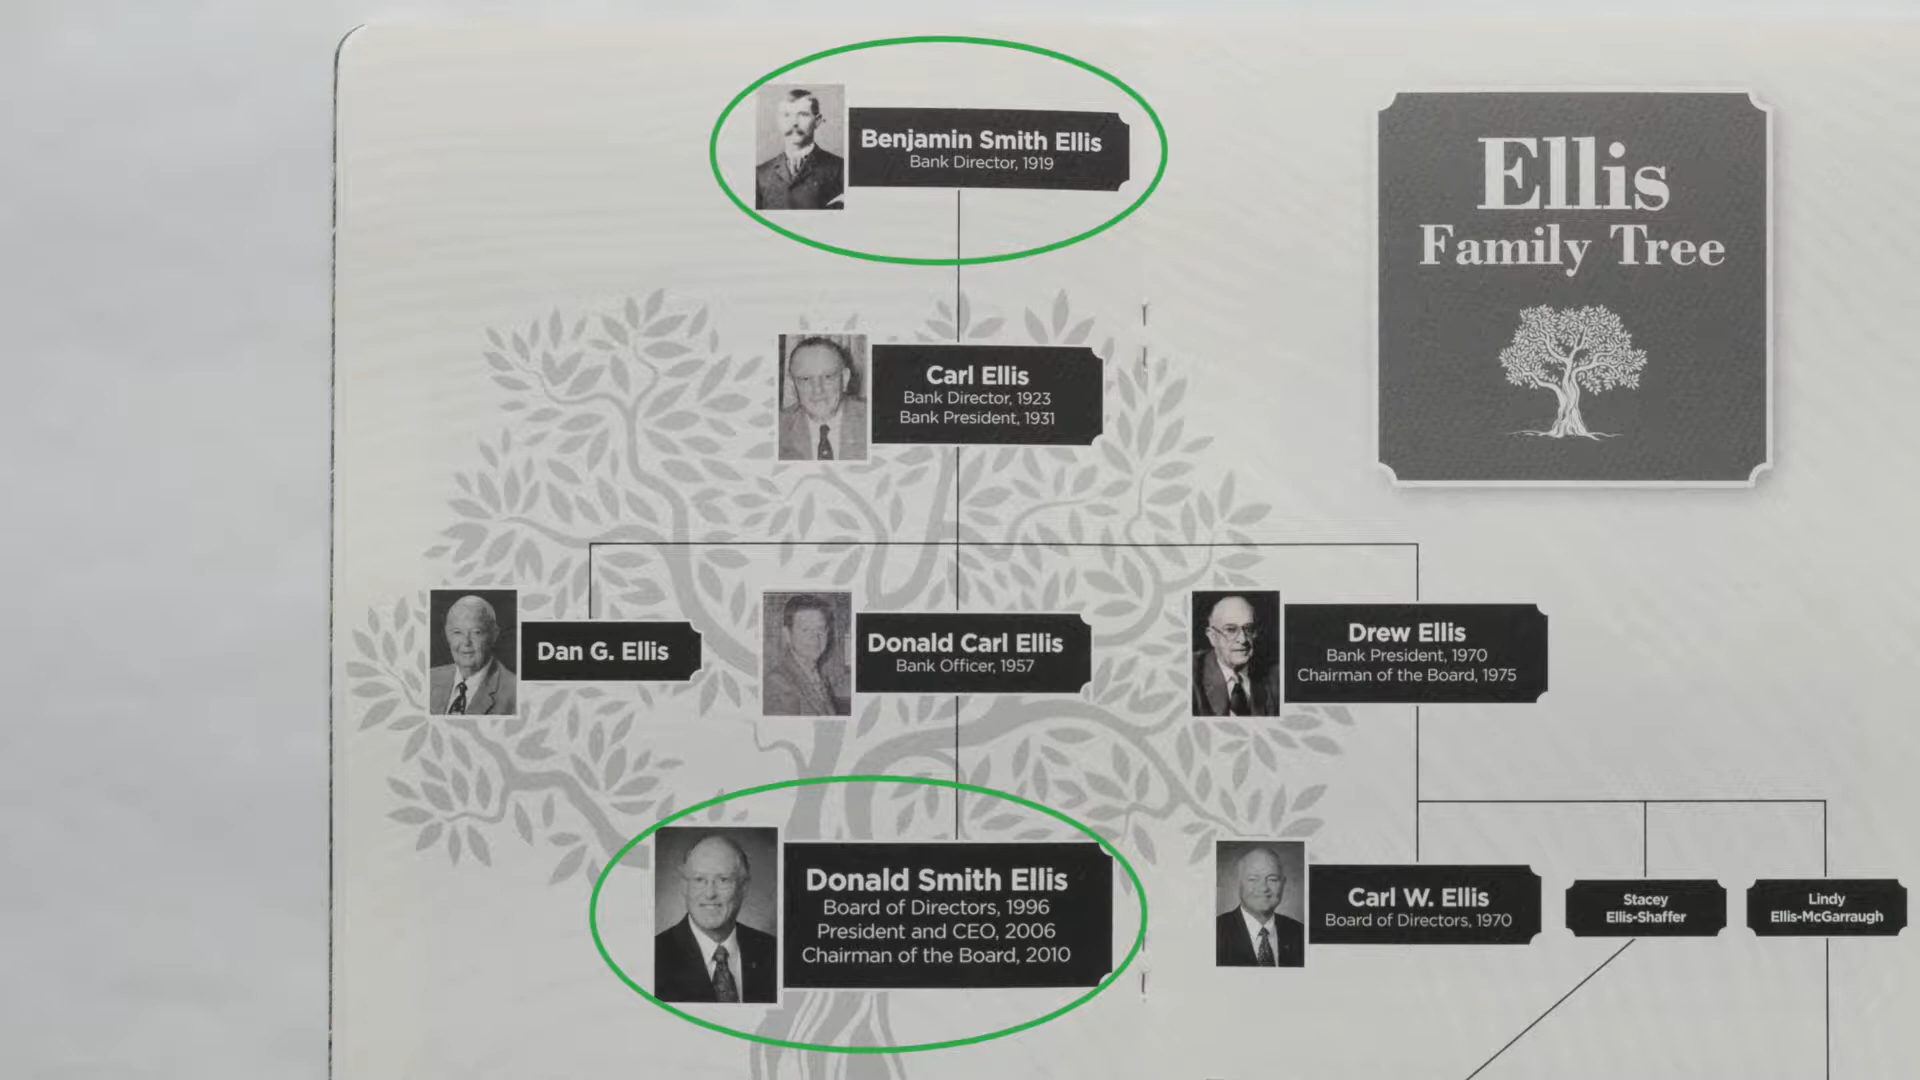 Benjamin Smith Ellis
Bank Director, 1919
Ellis
Family Tree
Carl Ellis
Bank Director, 1923
Bank President, 1931
Dan G. Ellis
Donald Carl Ellis
Bank Officer, 1957
Drew Ellis
Bank President, 1970
Chairman of the Board, 1975
Donald Smith Ellis
Board of Directors, 1996
President and CEO, 2006
Chairman of the Board, 2010
Carl W. Ellis
Board of Directors, 1970
Stacey
Ellis-Shaffer
Lindy
Ellis-McGarraugh